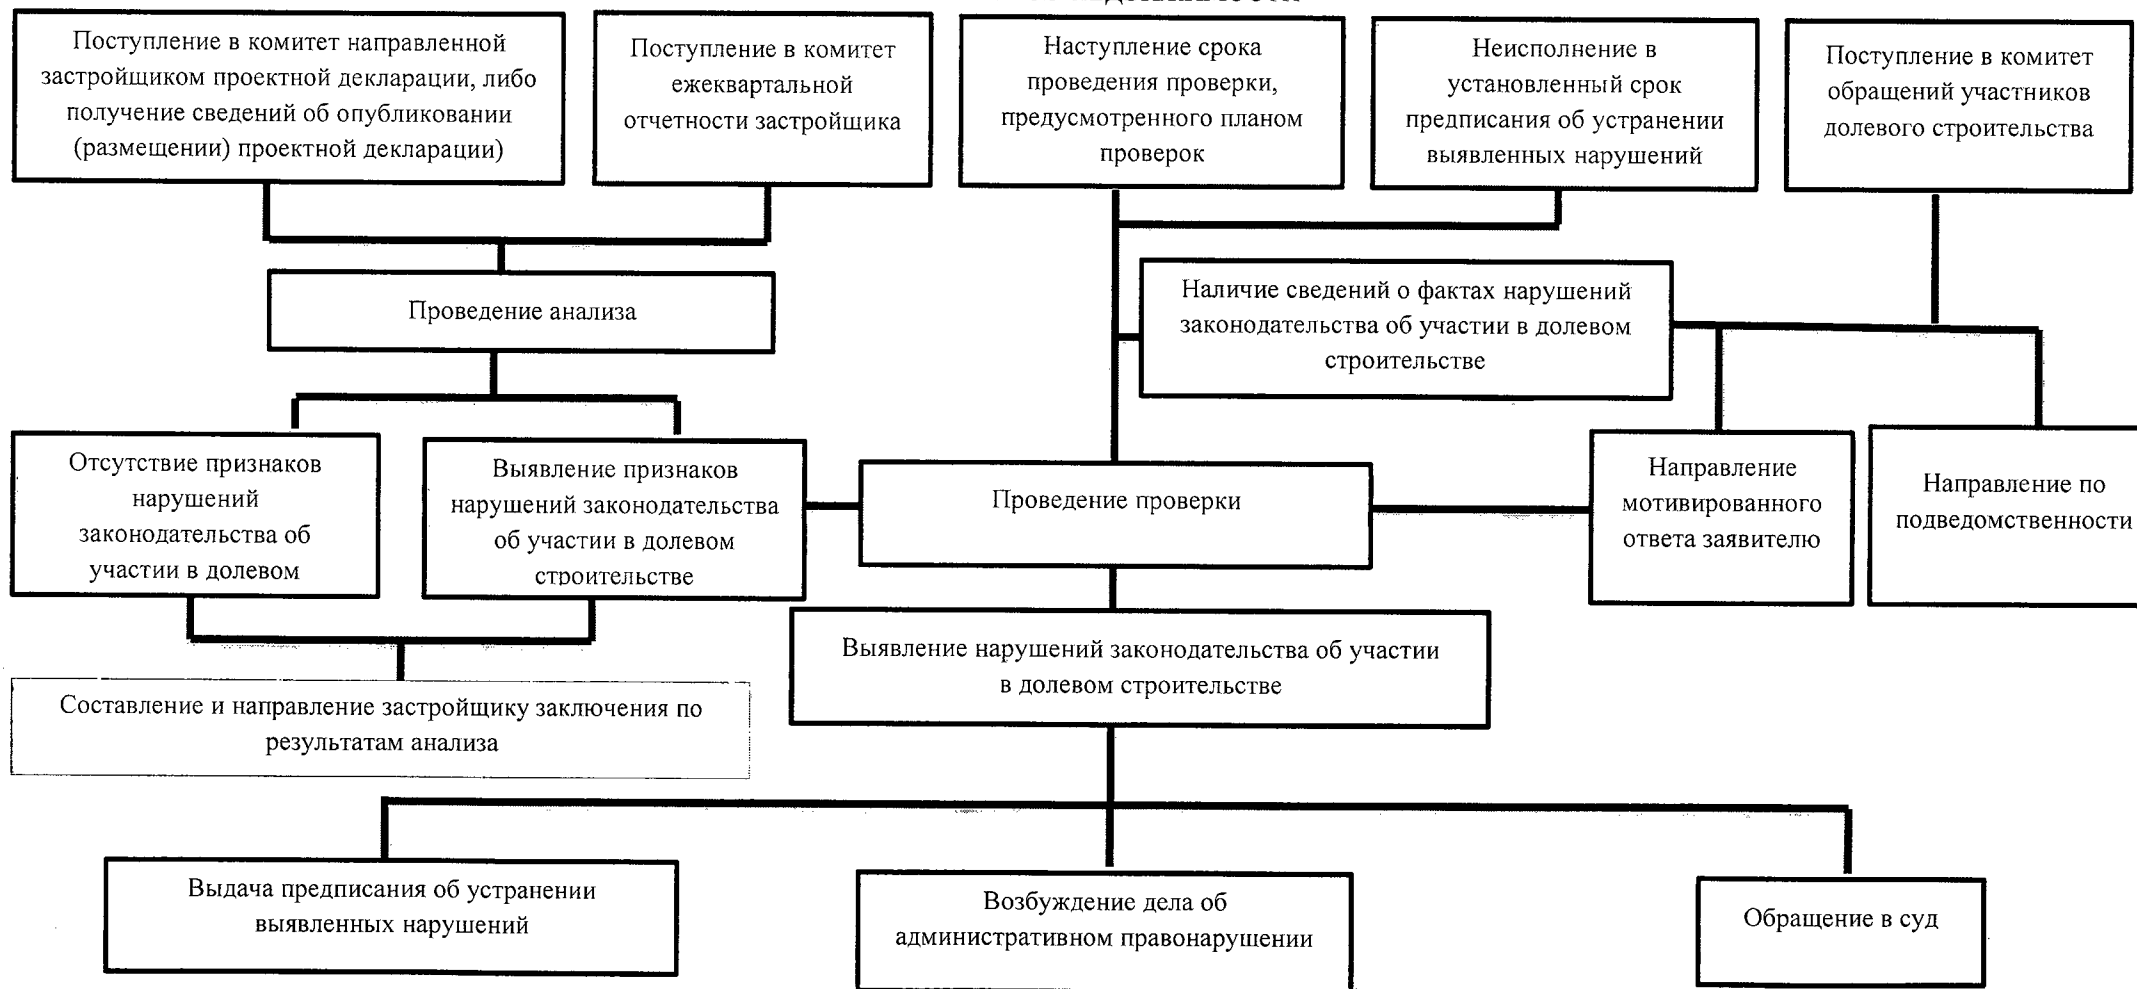 Поступление в комитет направленной
застройщиком проектной декларации, либо
получение сведений об опубликовании
(размещении) проектной декларации)
Поступление в комитет
ежеквартальной
отчетности застройщика
Наступление срока
проведения проверки,
предусмотренного планом
проверок
Неисполнение в
установленный срок
предписания об устранении
выявленных нарушений
Поступление в комитет
обращений участников
долевого строительства
Проведение анализа
Наличие сведений о фактах нарушений
законодательства об участии в долевом
строительстве
Отсутствие признаков
нарушений
законодательства об
участии в долевом
Выявление признаков
нарушений законодательства
об участии в долевом
строительстве
Проведение проверки
Направление
мотивированного
ответа заявителю
Направление по
подведомственности
Выявление нарушений законодательства об участии
в долевом строительстве
Составление и направление застройщику заключения по
результатам анализа
Выдача предписания об устранении
выявленных нарушений
Возбуждение дела об
административном правонарушении
Обращение в суд